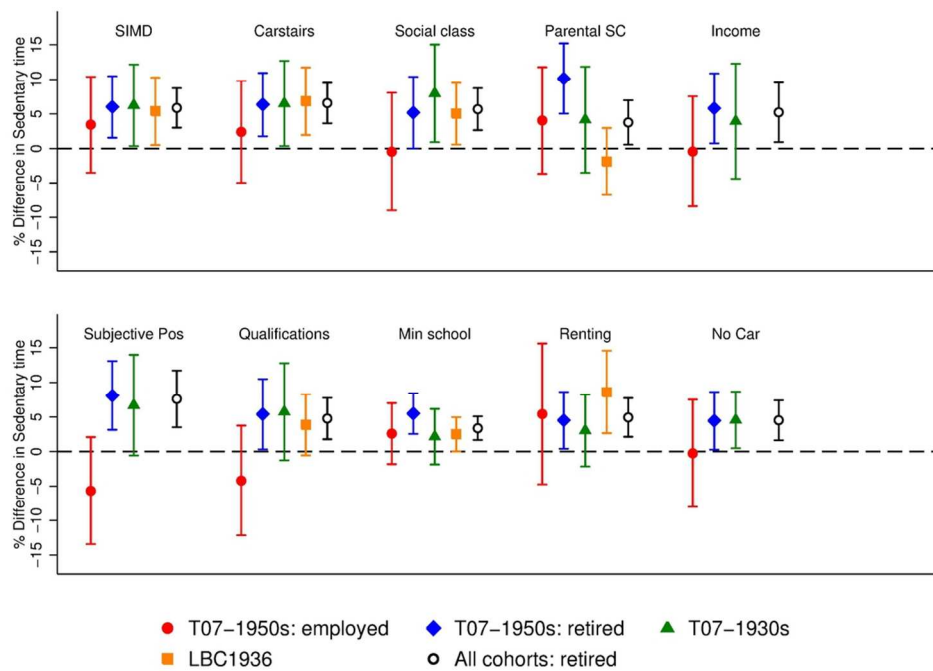 SIMD Carstairs Social class Parental SC Income
% Difference in Sedentary time
15
10
5
0
−5
−10
−15
Subjective Pos Qualifications Min school Renting No Car
% Difference in Sedentary time
15
10
5
0
−5
−10
−15
T07−1950s: employed T07−1950s: retired T07−1930s
LBC1936 All cohorts: retired